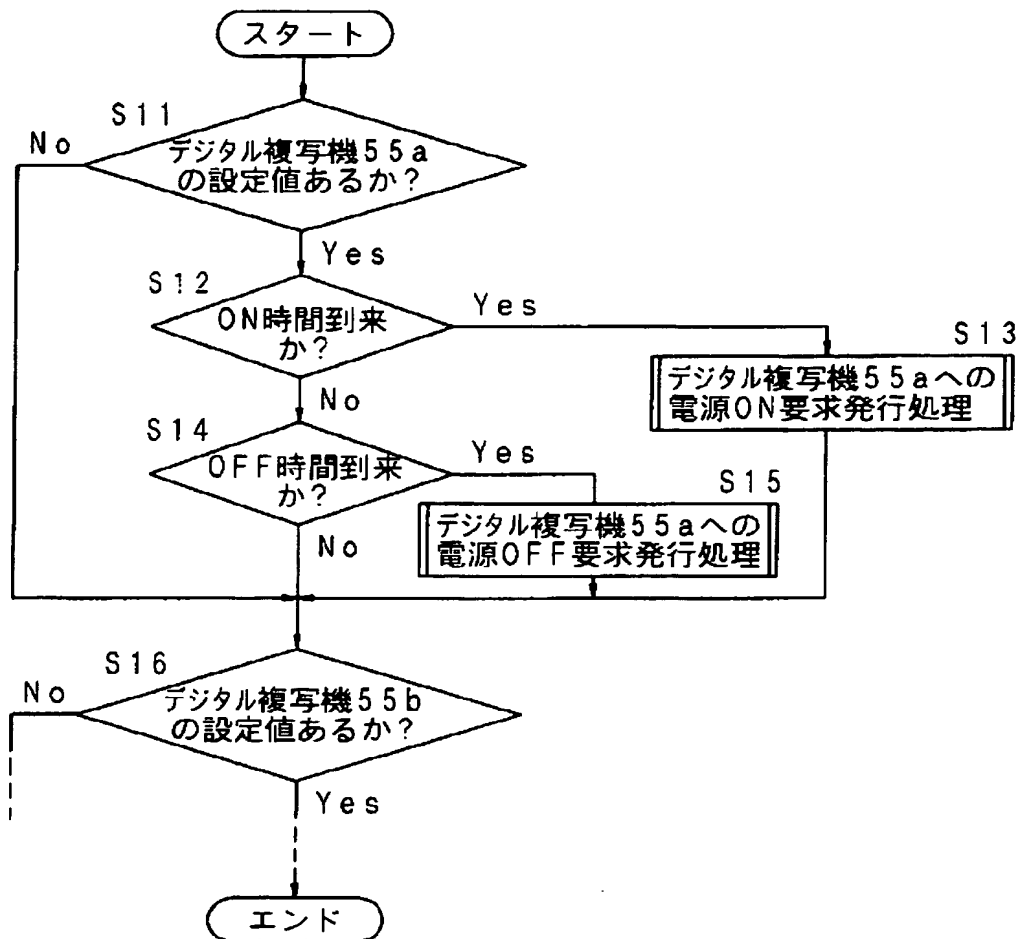 スタート
S11
No
デジタル複写機55a
の設定値あるか?
Yes
S12
ON時間到来
か?
Yes
S13
デジタル複写機55aへの
電源ON要求発行処理
No
S14
OFF時間到来
か?
Yes
S15
デジタル複写機55aへの
電源OFF要求発行処理
No
S16
No
デジタル複写機55b
の設定値あるか?
Yes
エンド